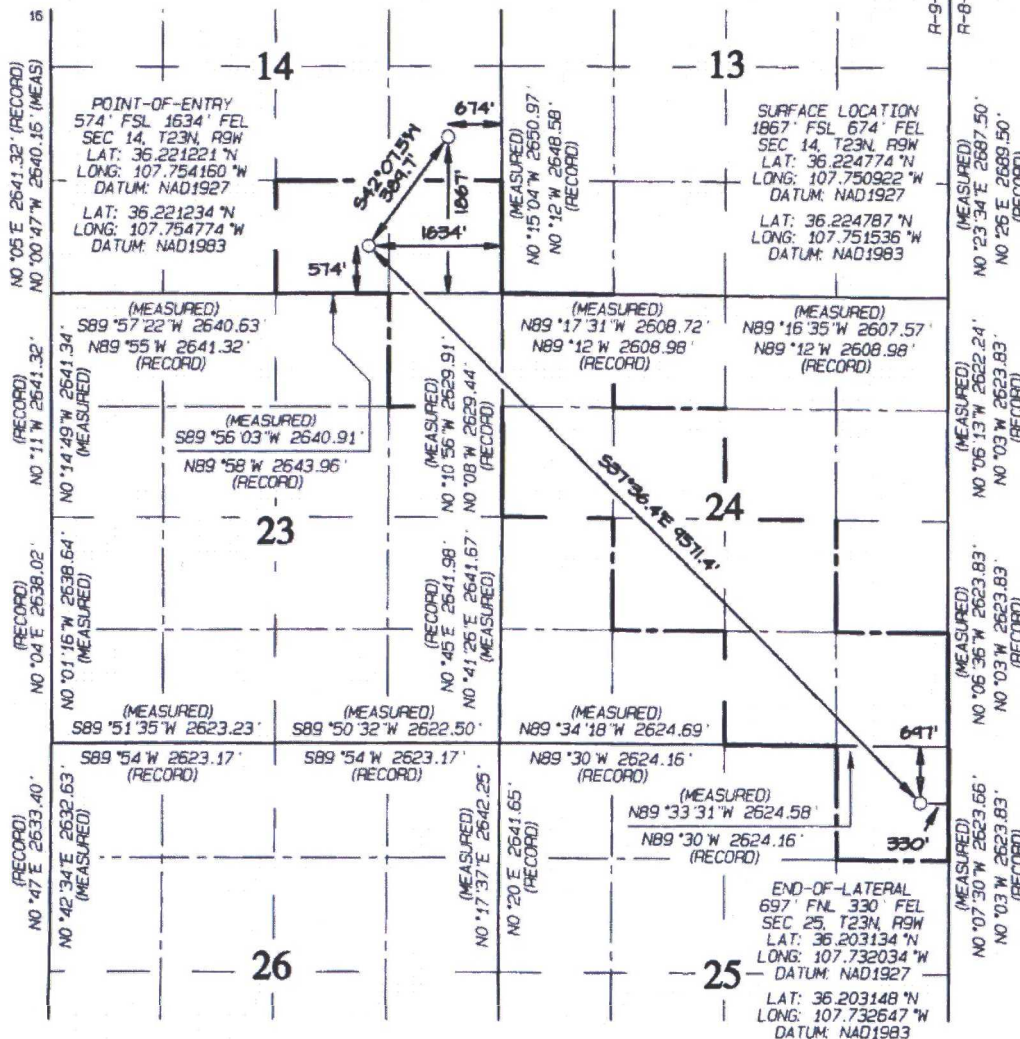 16
R-9-
R-8-
14
13
NO°05'E 2641.32' (RECORD)
NO°00'47"W 2640.16' (MEAS)
POINT-OF-ENTRY
574' FSL 1634' FEL
SEC 14, T23N, R9W
LAT: 36.221221°N
LONG: 107.754160°W
DATUM: NAD1927
LAT: 36.221234°N
LONG: 107.754774°W
DATUM: NAD1983
674'
S42°07.5'W
1867'
1634'
574'
(MEASURED)
NO°15'04"W 2650.97'
NO°12'W 2648.58'
(RECORD)
SURFACE LOCATION
1867' FSL 674' FEL
SEC 14, T23N, R9W
LAT: 36.224774°N
LONG: 107.750922°W
DATUM: NAD1927
LAT: 36.224787°N
LONG: 107.751536°W
DATUM: NAD1983
(MEASURED)
NO°23'34"E 2687.50'
NO°26'E 2689.50'
(RECORD)
(MEASURED)
S89°57'22"W 2640.63'
N89°55'W 2641.32'
(RECORD)
(MEASURED)
N89°17'31"W 2608.72'
N89°12'W 2608.98'
(RECORD)
(MEASURED)
N89°16'35"W 2607.57'
N89°12'W 2608.98'
(RECORD)
(RECORD)
NO°11'W 2641.32'
NO°14'49"W 2641.34'
(MEASURED)
(MEASURED)
S89°56'03"W 2640.91'
N89°58'W 2643.96'
(RECORD)
(MEASURED)
NO°10'56"W 2629.91'
NO°08'W 2629.44'
(RECORD)
(MEASURED)
NO°06'13"W 2622.24'
NO°03'W 2623.83'
(RECORD)
S37°36.4'E 9571.4'
23
24
(RECORD)
NO°04'E 2638.02'
NO°01'16"W 2638.64'
(MEASURED)
(RECORD)
NO°45'E 2641.98'
NO°41'26"E 2641.67'
(MEASURED)
(MEASURED)
NO°06'36"W 2623.83'
NO°03'W 2623.83'
(RECORD)
(MEASURED)
S89°51'35"W 2623.23'
S89°54'W 2623.17'
(RECORD)
(MEASURED)
S89°50'32"W 2622.50'
S89°54'W 2623.17'
(RECORD)
(MEASURED)
N89°34'18"W 2624.69'
N89°30'W 2624.16'
(RECORD)
697'
(MEASURED)
N89°33'31"W 2624.58'
N89°30'W 2624.16'
(RECORD)
330'
(RECORD)
NO°47'E 2633.40'
NO°42'34"E 2632.63'
(MEASURED)
(MEASURED)
NO°17'37"E 2642.25'
NO°20'E 2641.65'
(RECORD)
(MEASURED)
NO°07'30"W 2623.66'
NO°03'W 2623.83'
(RECORD)
END-OF-LATERAL
697' FNL 330' FEL
SEC 25, T23N, R9W
LAT: 36.203134°N
LONG: 107.732034°W
DATUM: NAD1927
LAT: 36.203148°N
LONG: 107.732647°W
DATUM: NAD1983
26
25